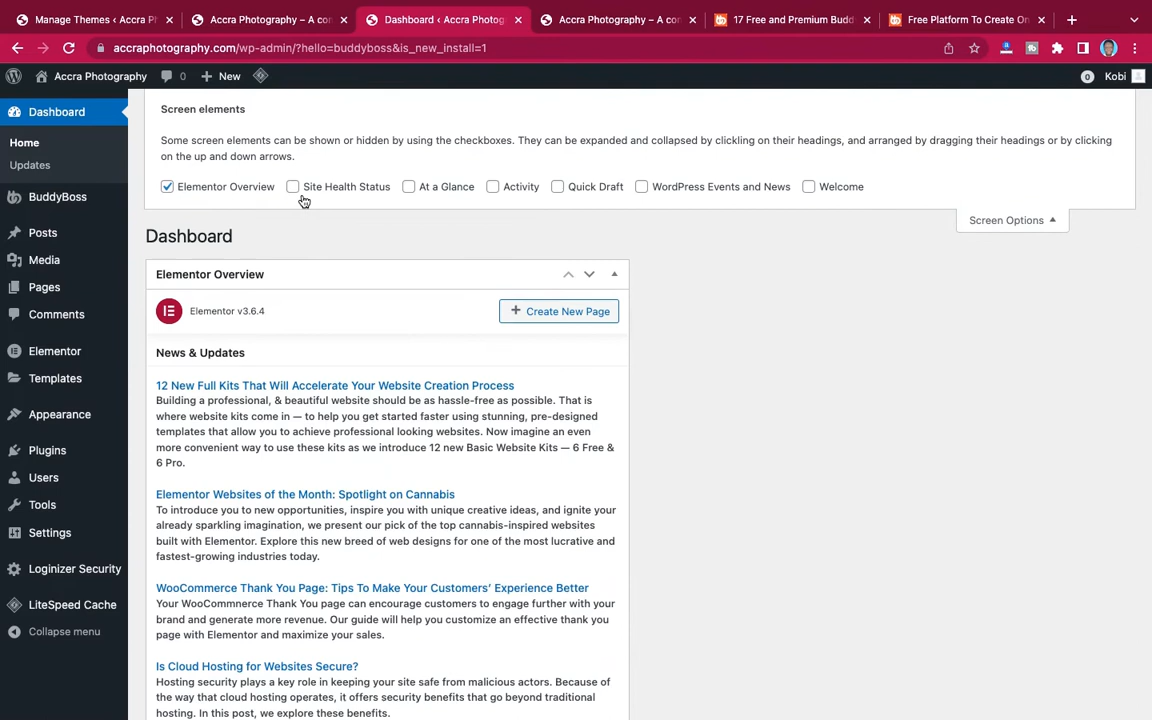 Manage Themes ‹ Accra Ph
Accra Photography – A con
Dashboard ‹ Accra Photog
Accra Photography – A con
17 Free and Premium Budd
Free Platform To Create On
accraphotography.com/wp-admin/?hello=buddyboss&is_new_install=1
Accra Photography
0
New
0
Kobi
Dashboard
Home
Updates
BuddyBoss
Posts
Media
Pages
Comments
Elementor
Templates
Appearance
Plugins
Users
Tools
Settings
Loginizer Security
LiteSpeed Cache
Collapse menu
Screen elements
Some screen elements can be shown or hidden by using the checkboxes. They can be expanded and collapsed by clicking on their headings, and arranged by dragging their headings or by clicking
on the up and down arrows.
Elementor Overview
Site Health Status
At a Glance
Activity
Quick Draft
WordPress Events and News
Welcome
Screen Options
Dashboard
Elementor Overview
Elementor v3.6.4
Create New Page
News & Updates
12 New Full Kits That Will Accelerate Your Website Creation Process
Building a professional, & beautiful website should be as hassle-free as possible. That is
where website kits come in — to help you get started faster using stunning, pre-designed
templates that allow you to achieve professional looking websites. Now imagine an even
more convenient way to use these kits as we introduce 12 new Basic Website Kits — 6 Free &
6 Pro.
Elementor Websites of the Month: Spotlight on Cannabis
To introduce you to new opportunities, inspire you with unique creative ideas, and ignite your
already sparkling imagination, we present our pick of the top cannabis-inspired websites
built with Elementor. Explore this new breed of web designs for one of the most lucrative and
fastest-growing industries today.
WooCommerce Thank You Page: Tips To Make Your Customers’ Experience Better
Your WooCommnerce Thank You page can encourage customers to engage further with your
brand and generate more revenue. Our guide will help you customize an effective thank you
page with Elementor and maximize your sales.
Is Cloud Hosting for Websites Secure?
Hosting security plays a key role in keeping your site safe from malicious actors. Because of
the way that cloud hosting operates, it offers security benefits that go beyond traditional
hosting. In this post, we explore these benefits.